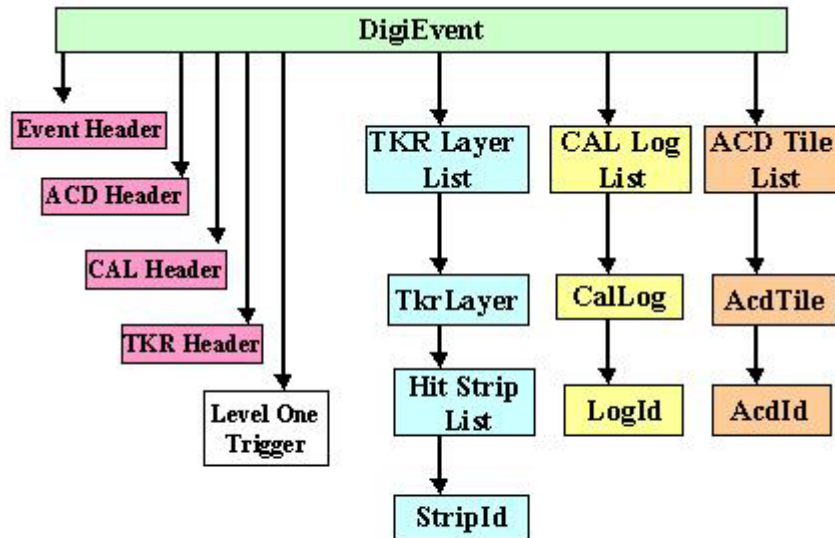 DigiEvent
Event Header
ACD Header
CAL Header
TKR Header
Level One
Trigger
TKR Layer
List
TkrLayer
Hit Strip
List
StripId
CAL Log
List
CalLog
LogId
ACD Tile
List
AcdTile
AcdId